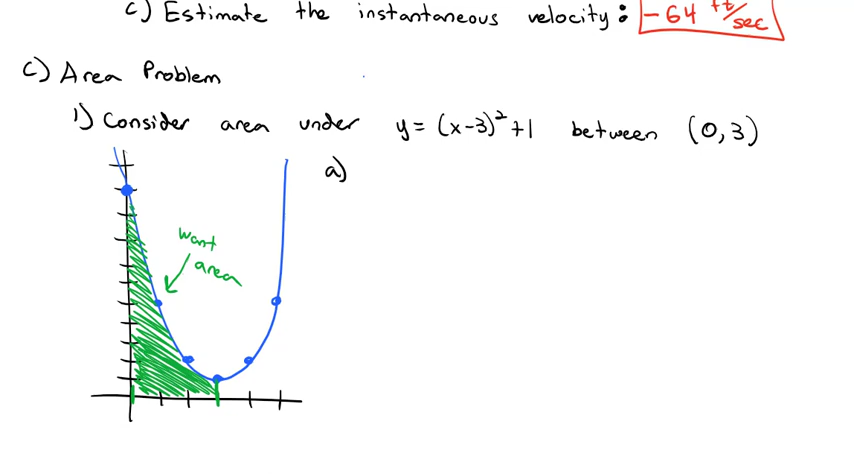 c) Estimate the instantaneous velocity: -64 ft/sec
C) Area Problem
1) Consider area under y = (x-3)² + 1 between (0,3)
a)
want
area